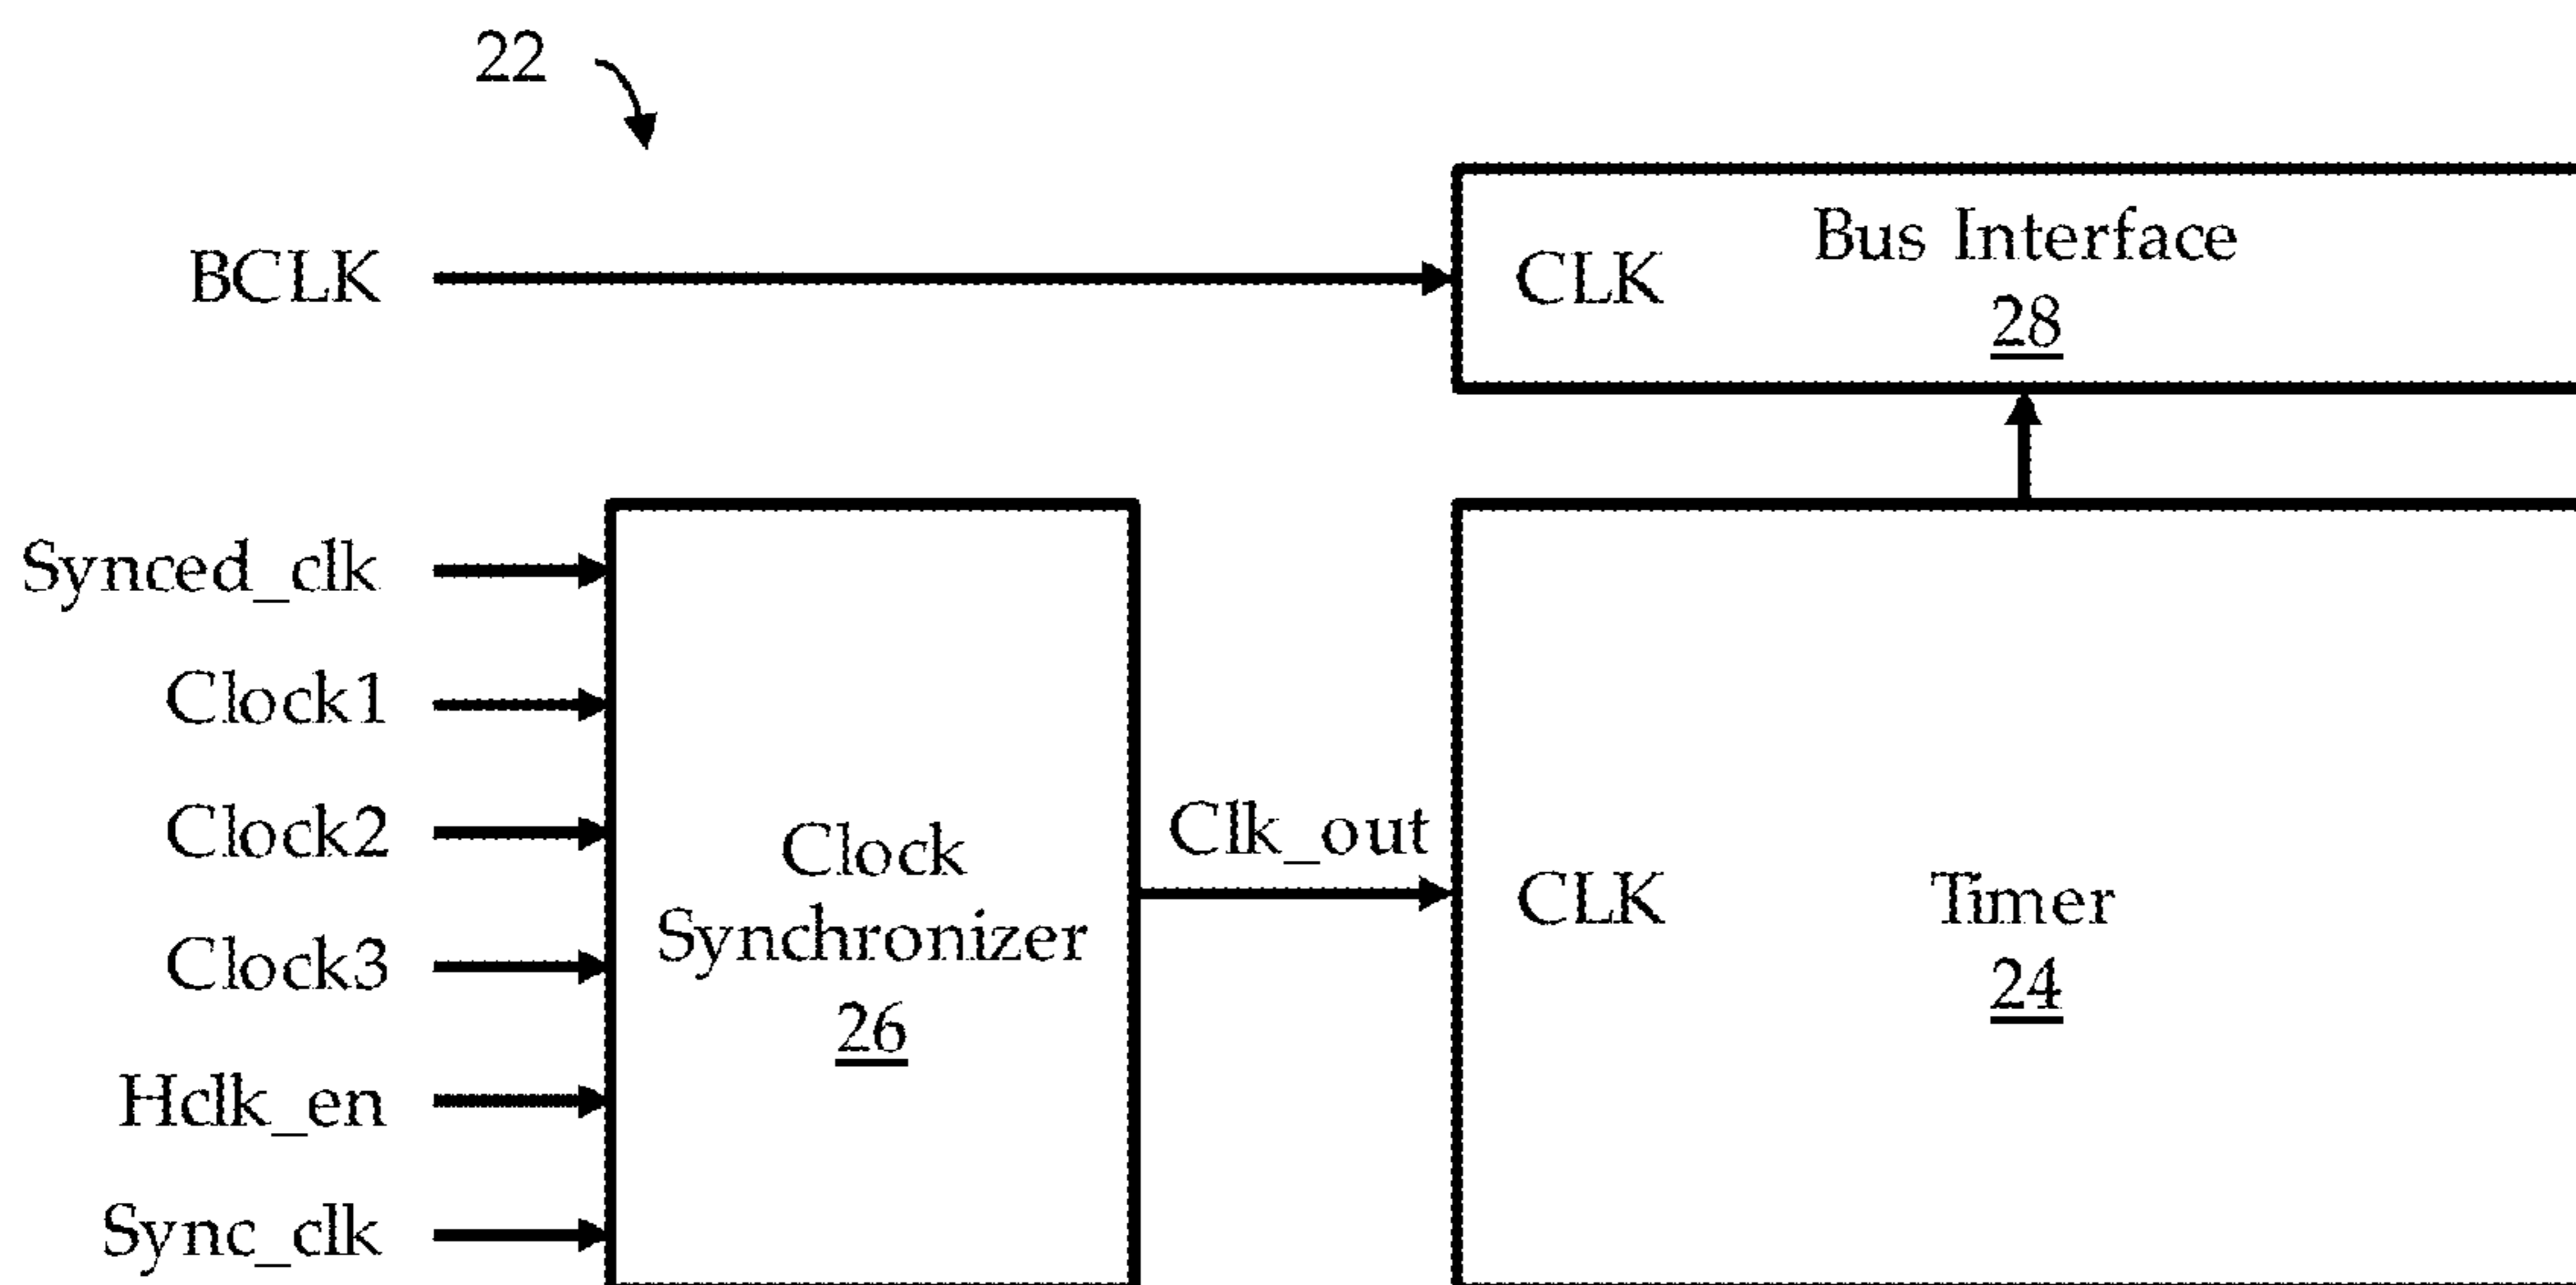 22
BCLK
CLK
Bus Interface
28
Synced_clk
Clock1
Clock2
Clock3
Hclk_en
Sync_clk
Clock
Synchronizer
26
Clk_out
CLK
Timer
24